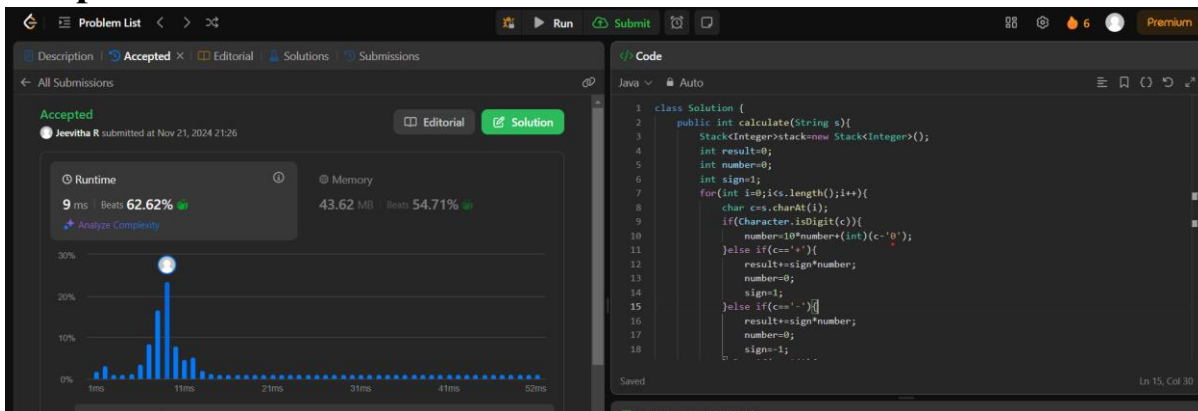 Problem List
Run
Submit
6
Premium
Description
Accepted
Editorial
Solutions
Submissions
All Submissions
Accepted
Jeevitha R submitted at Nov 21, 2024 21:26
Editorial
Solution
Runtime
9 ms Beats 62.62%
Analyze Complexity
Memory
43.62 MB Beats 54.71%
30%
20%
10%
0%
1ms 11ms 21ms 31ms 41ms 52ms
</> Code
Java Auto
1 class Solution {
2 public int calculate(String s){
3 Stack<Integer>stack=new Stack<Integer>();
4 int result=0;
5 int number=0;
6 int sign=1;
7 for(int i=0;i<s.length();i++){
8 char c=s.charAt(i);
9 if(Character.isDigit(c)){
10 number=10*number+(int)(c-'0');
11 }else if(c=='+'){
12 result+=sign*number;
13 number=0;
14 sign=1;
15 }else if(c=='-'){
16 result+=sign*number;
17 number=0;
18 sign=-1;
Saved
Ln 15, Col 30